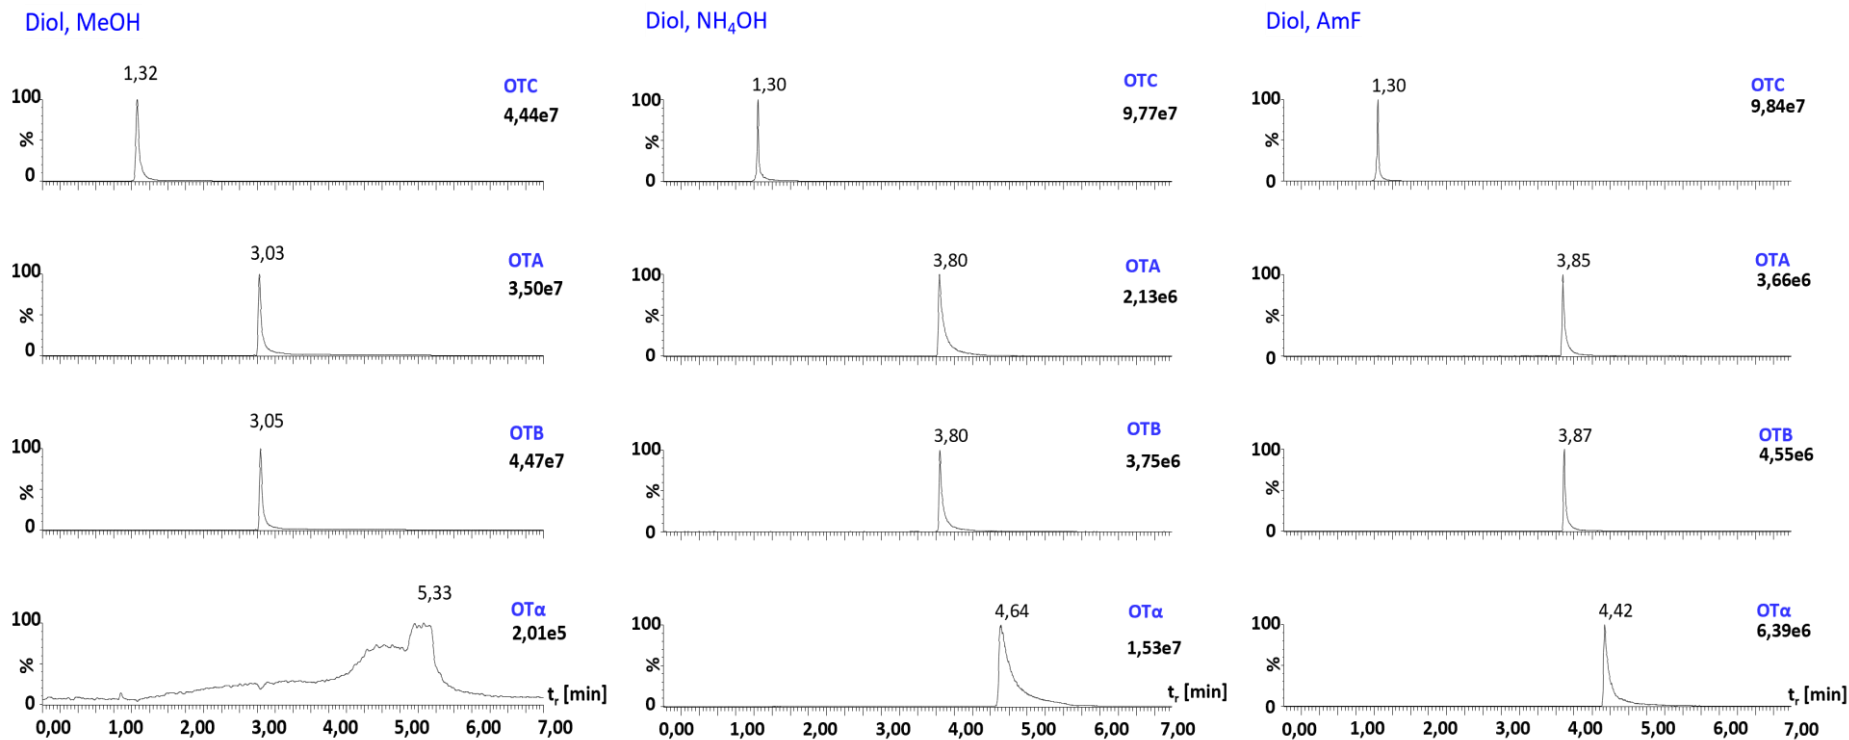 Diol, MeOH
1,32
100
%
0
OTC
4,44e7
3,03
100
%
0
OTA
3,50e7
3,05
100
%
0
OTB
4,47e7
5,33
100
%
0
OTα
2,01e5
tr [min]
0,00 1,00 2,00 3,00 4,00 5,00 6,00 7,00
Diol, NH4OH
1,30
100
%
0
OTC
9,77e7
3,80
100
%
0
OTA
2,13e6
3,80
100
%
0
OTB
3,75e6
4,64
100
%
0
OTα
1,53e7
tr [min]
0,00 1,00 2,00 3,00 4,00 5,00 6,00 7,00
Diol, AmF
1,30
100
%
0
OTC
9,84e7
3,85
100
%
0
OTA
3,66e6
3,87
100
%
0
OTB
4,55e6
4,42
100
%
0
OTα
6,39e6
tr [min]
0,00 1,00 2,00 3,00 4,00 5,00 6,00 7,00